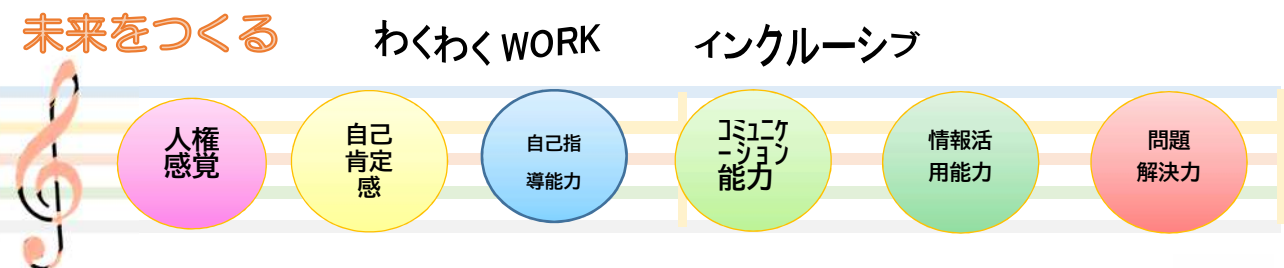 未来をつくる
わくわくWORK
インクルーシブ
人権
感覚
自己
肯定
感
自己指
導能力
ｺﾐｭﾆｹ
ｰション
能力
情報活
用能力
問題
解決力